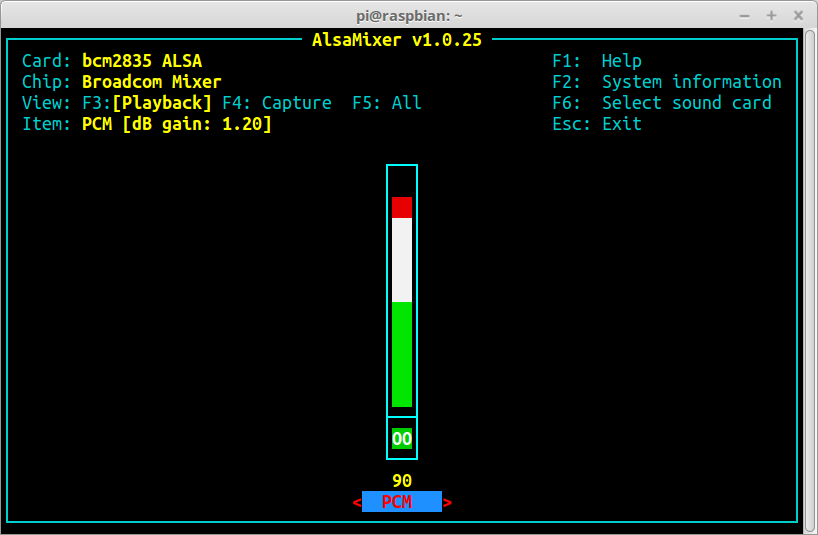 pi@raspbian: ~
AlsaMixer v1.0.25
Card: bcm2835 ALSA F1: Help
Chip: Broadcom Mixer F2: System information
View: F3:[Playback] F4: Capture F5: All F6: Select sound card
Item: PCM [dB gain: 1.20] Esc: Exit
OO
90
< PCM >